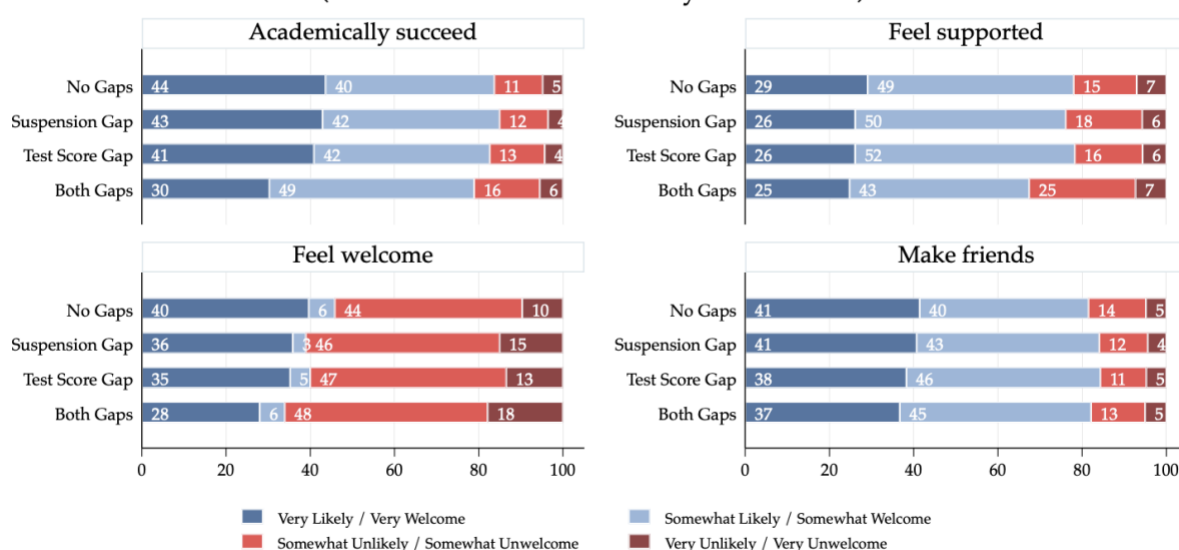 Academically succeed
No Gaps 44 40 11 5
Suspension Gap 43 42 12 4
Test Score Gap 41 42 13 4
Both Gaps 30 49 16 6
Feel supported
No Gaps 29 49 15 7
Suspension Gap 26 50 18 6
Test Score Gap 26 52 16 6
Both Gaps 25 43 25 7
Feel welcome
No Gaps 40 6 44 10
Suspension Gap 36 3 46 15
Test Score Gap 35 5 47 13
Both Gaps 28 6 48 18
0 20 40 60 80 100
Make friends
No Gaps 41 40 14 5
Suspension Gap 41 43 12 4
Test Score Gap 38 46 11 5
Both Gaps 37 45 13 5
0 20 40 60 80 100
Very Likely / Very Welcome
Somewhat Likely / Somewhat Welcome
Somewhat Unlikely / Somewhat Unwelcome
Very Unlikely / Very Unwelcome